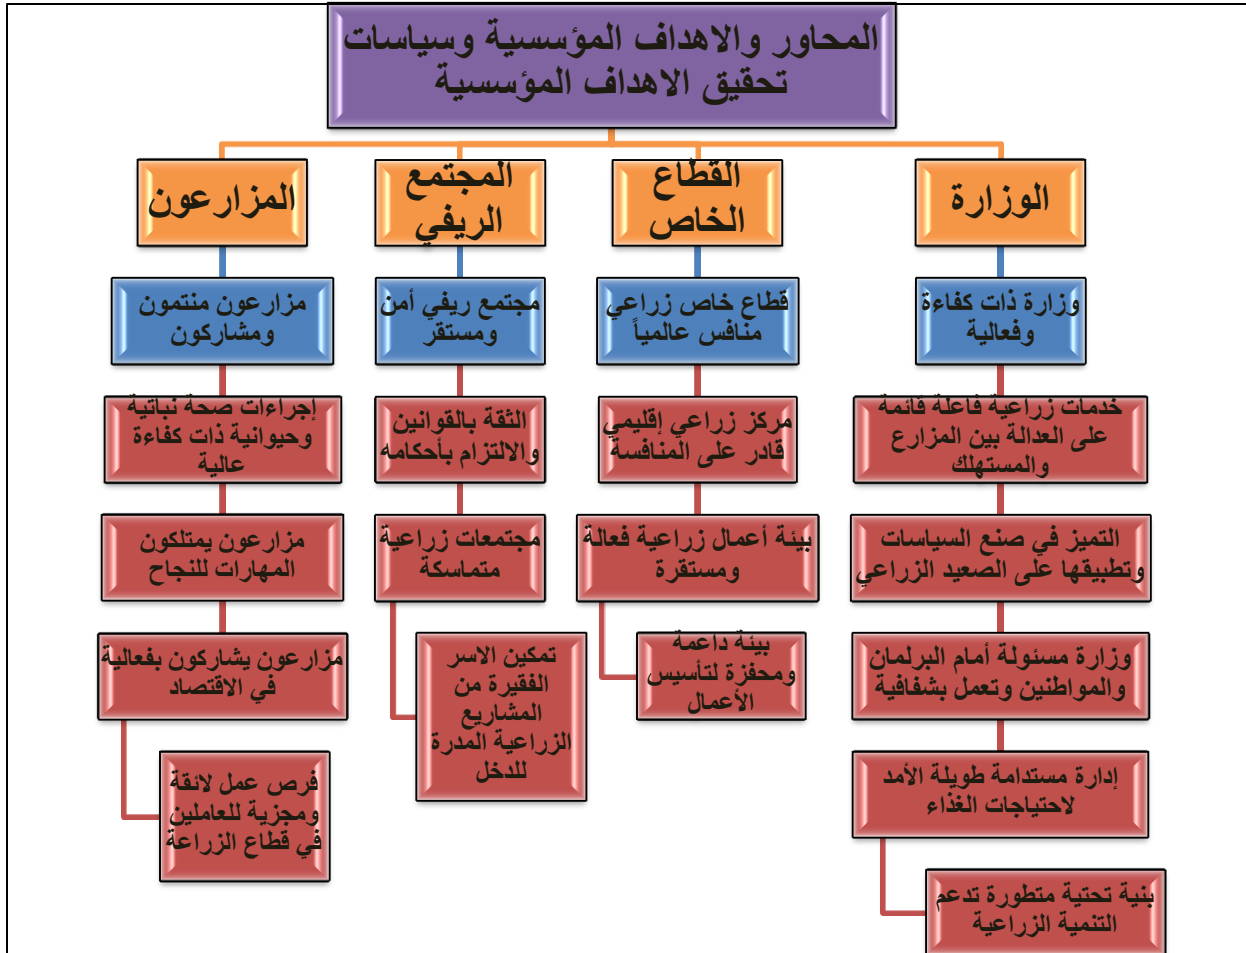 المحاور والاهداف المؤسسية وسياسات
تحقيق الاهداف المؤسسية
الوزارة
القطاع
الخاص
المجتمع
الريفي
المزارعون
وزارة ذات كفاءة
وفعالية
قطاع خاص زراعي
منافس عالمياً
مجتمع ريفي أمن
ومستقر
مزارعون منتمون
ومشاركون
خدمات زراعية فاعلة قائمة
على العدالة بين المزارع
والمستهلك
مركز زراعي إقليمي
قادر على المنافسة
الثقة بالقوانين
والالتزام بأحكامه
إجراءات صحة نباتية
وحيوانية ذات كفاءة
عالية
التميز في صنع السياسات
وتطبيقها على الصعيد الزراعي
بيئة أعمال زراعية فعالة
ومستقرة
مجتمعات زراعية
متماسكة
مزارعون يمتلكون
المهارات للنجاح
وزارة مسئولة أمام البرلمان
والمواطنين وتعمل بشفافية
بيئة داعمة
ومحفزة لتأسيس
الأعمال
تمكين الاسر
الفقيرة من
المشاريع
الزراعية المدرة
للدخل
مزارعون يشاركون بفعالية
في الاقتصاد
إدارة مستدامة طويلة الأمد
لاحتياجات الغذاء
فرص عمل لائقة
ومجزية للعاملين
في قطاع الزراعة
بنية تحتية متطورة تدعم
التنمية الزراعية